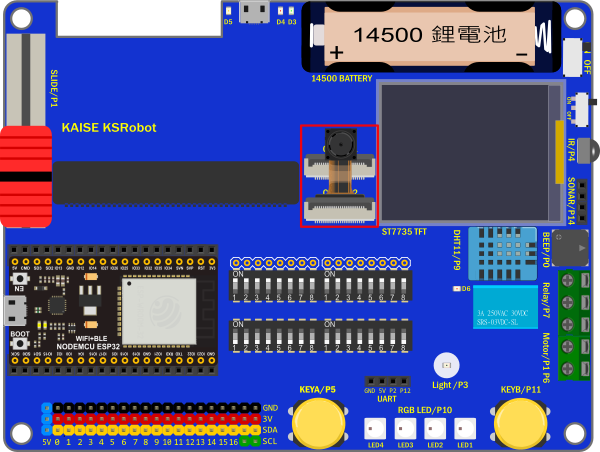 D5
D4 D3
14500 鋰電池
+ −
14500 BATTERY
OFF
SLIDE/P1
KAISE KSRobot
ON
OFF
IR/P4
SONAR/P14
ST7735 TFT
DHT11/P9
BEEP/P0
D6
3A 250VAC 30VDC
SRS-03VDC-SL
Relay/P7
Motor/P1 P6
EN
BOOT
WIFI+BLE
NODEMCU ESP32
ON
1 2 3 4 5 6 7 8
ON
1 2 3 4 5 6 7 8
ON
1 2 3 4 5 6 7 8
ON
1 2 3 4 5 6 7 8
Light /P3
GND 5V P2 P12
UART
KEYA/P5
KEYB/P11
RGB LED/P10
LED4 LED3 LED2 LED1
GND
3V
SDA
SCL
5V 0 1 2 3 4 5 6 7 8 9 10 11 12 13 14 15 16